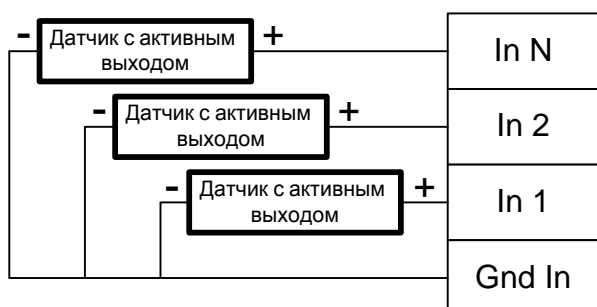 - Датчик с активным выходом + In N
- Датчик с активным выходом + In 2
- Датчик с активным выходом + In 1
Gnd In